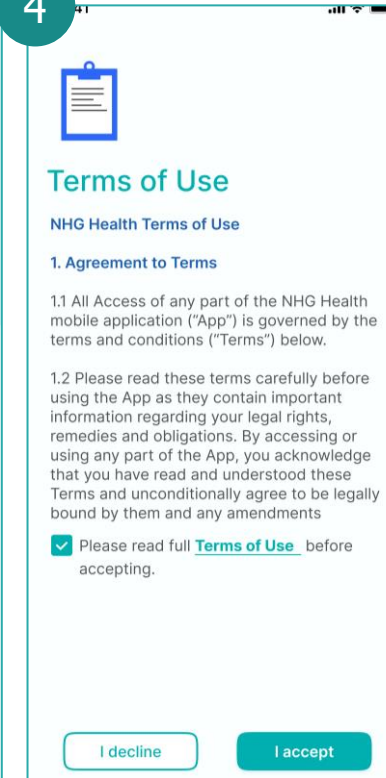 4
41
Terms of Use
NHG Health Terms of Use
1. Agreement to Terms
1.1 All Access of any part of the NHG Health
mobile application (“App”) is governed by the
terms and conditions (“Terms”) below.
1.2 Please read these terms carefully before
using the App as they contain important
information regarding your legal rights,
remedies and obligations. By accessing or
using any part of the App, you acknowledge
that you have read and understood these
Terms and unconditionally agree to be legally
bound by them and any amendments
Please read full Terms of Use before
accepting.
I decline
I accept